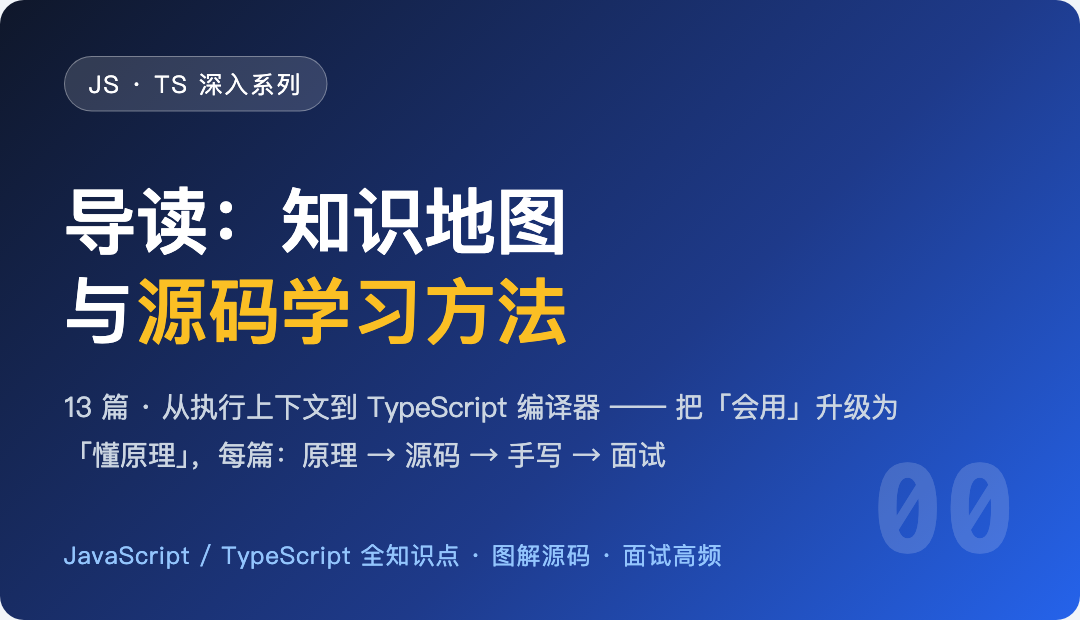 JS · TS 深入系列
导读：知识地图
与源码学习方法
13 篇 · 从执行上下文到 TypeScript 编译器 —— 把「会用」升级为
「懂原理」，每篇：原理 → 源码 → 手写 → 面试
00
JavaScript / TypeScript 全知识点 · 图解源码 · 面试高频